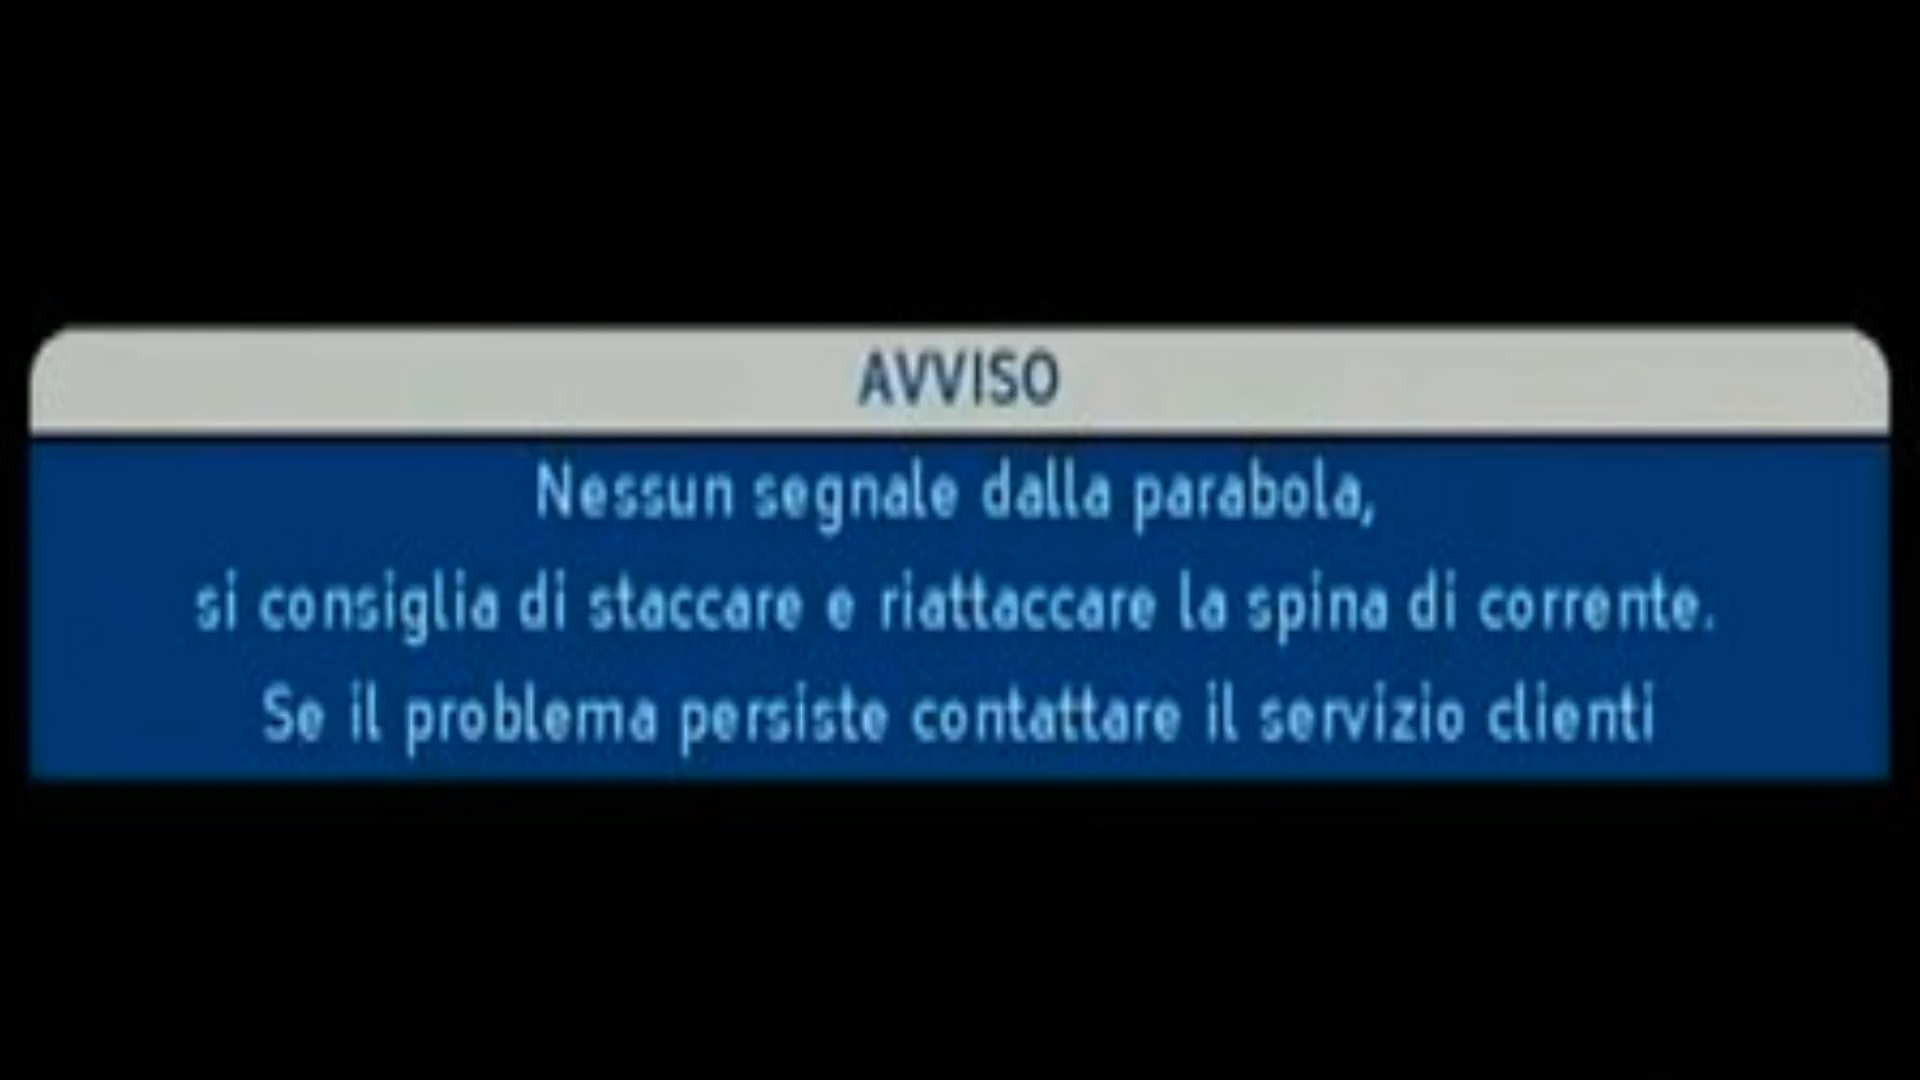 AVVISO
Nessun segnale dalla parabola,
si consiglia di staccare e riattaccare la spina di corrente.
Se il problema persiste contattare il servizio clienti